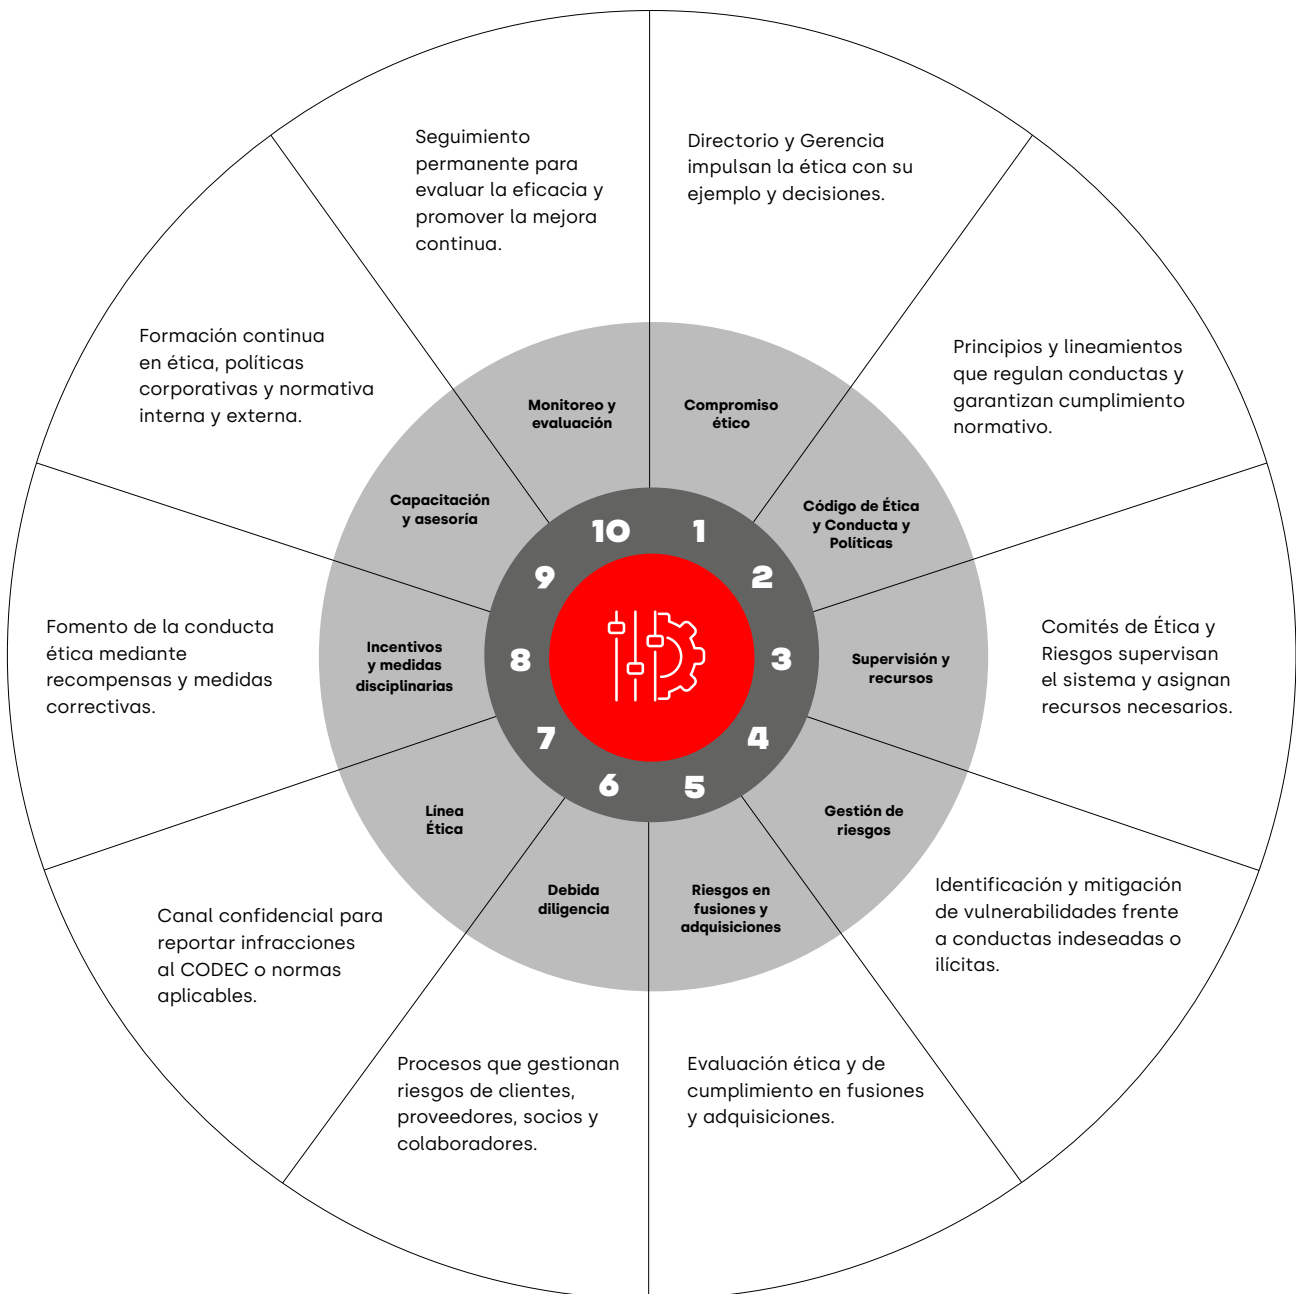 1
Compromiso
ético
Directorio y Gerencia
impulsan la ética con su
ejemplo y decisiones.
2
Código de Ética
y Conducta y
Políticas
Principios y lineamientos
que regulan conductas y
garantizan cumplimiento
normativo.
3
Supervisión y
recursos
Comités de Ética y
Riesgos supervisan
el sistema y asignan
recursos necesarios.
4
Gestión de
riesgos
Identificación y mitigación
de vulnerabilidades frente
a conductas indeseadas o
ilícitas.
5
Riesgos en
fusiones y
adquisiciones
Evaluación ética y de
cumplimiento en fusiones
y adquisiciones.
6
Debida
diligencia
Procesos que gestionan
riesgos de clientes,
proveedores, socios y
colaboradores.
7
Línea
Ética
Canal confidencial para
reportar infracciones
al CODEC o normas
aplicables.
8
Incentivos
y medidas
disciplinarias
Fomento de la conducta
ética mediante
recompensas y medidas
correctivas.
9
Capacitación
y asesoría
Formación continua
en ética, políticas
corporativas y normativa
interna y externa.
10
Monitoreo y
evaluación
Seguimiento
permanente para
evaluar la eficacia y
promover la mejora
continua.